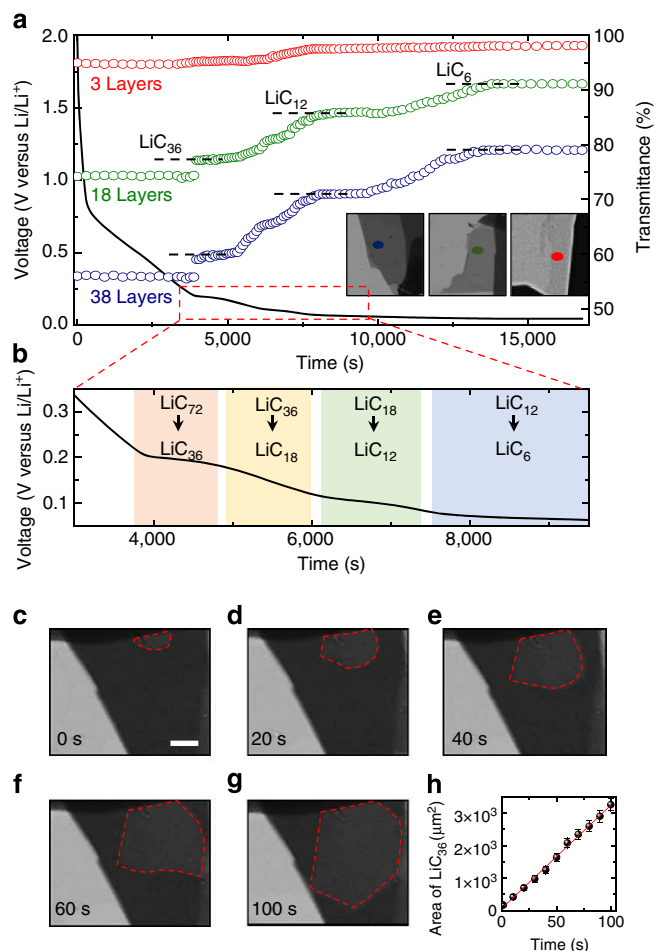 a
2.0
1.5
1.0
0.5
0.0
Voltage (V versus Li/Li⁺)
100
90
80
70
60
50
Transmittance (%)
3 Layers
LiC₃₆
LiC₁₂
LiC₆
18 Layers
38 Layers
0
5,000
10,000
15,000
Time (s)
b
0.3
0.2
0.1
Voltage (V versus Li/Li⁺)
LiC₇₂ LiC₃₆ LiC₁₈ LiC₁₂
LiC₃₆ LiC₁₈ LiC₁₂ LiC₆
4,000 6,000 8,000
Time (s)
c
0 s
d
20 s
e
40 s
f
60 s
g
100 s
h
3×10³
2×10³
1×10³
0
Area of LiC₃₆ (μm²)
0 50 100
Time (s)